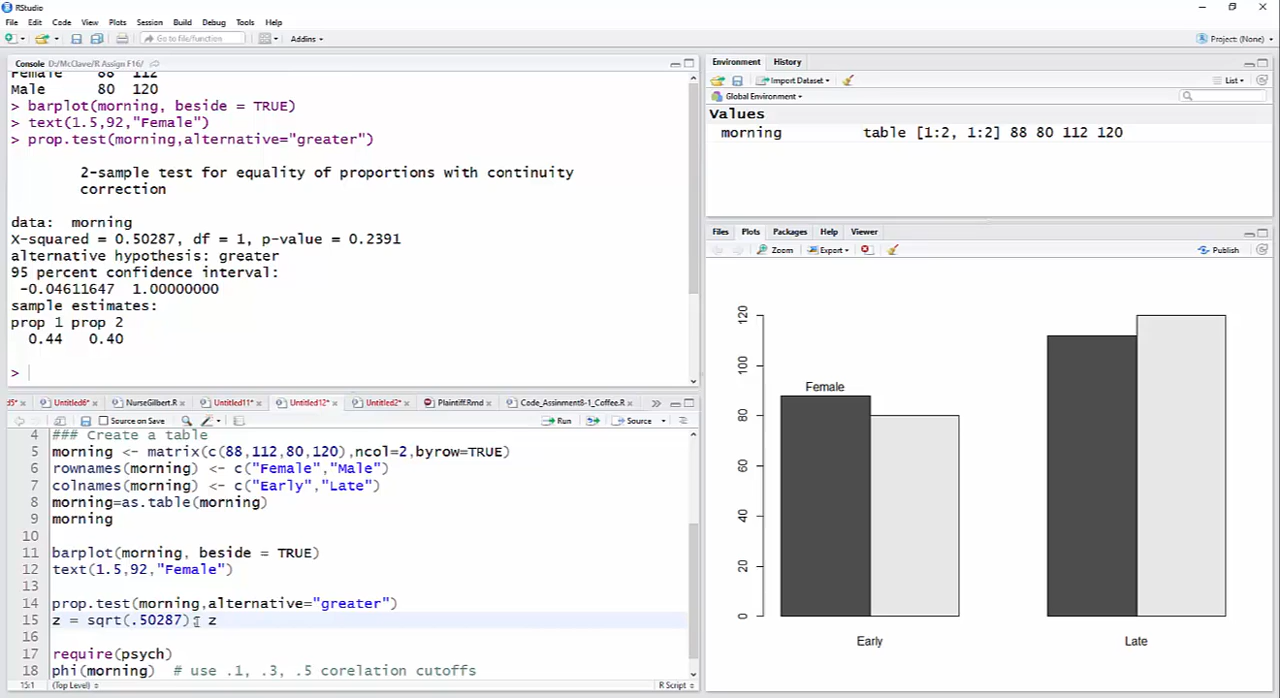 RStudio
File Edit Code View Plots Session Build Debug Tools Help
Go to file/function Addins Project: (None)
Console D:/McClave/R Assign F16/
Female 88 112
Male 80 120
> barplot(morning, beside = TRUE)
> text(1.5,92,"Female")
> prop.test(morning,alternative="greater")
2-sample test for equality of proportions with continuity
correction
data: morning
X-squared = 0.50287, df = 1, p-value = 0.2391
alternative hypothesis: greater
95 percent confidence interval:
-0.04611647 1.00000000
sample estimates:
prop 1 prop 2
0.44 0.40
>
d5* Untitled6* NurseGilbert.R Untitled11* Untitled12* Untitled2* Plaintiff.Rmd Code_Assinment8-1_Coffee.R
Source on Save Run Source
4 ### Create a table
5 morning <- matrix(c(88,112,80,120),ncol=2,byrow=TRUE)
6 rownames(morning) <- c("Female","Male")
7 colnames(morning) <- c("Early","Late")
8 morning=as.table(morning)
9 morning
10
11 barplot(morning, beside = TRUE)
12 text(1.5,92,"Female")
13
14 prop.test(morning,alternative="greater")
15 z = sqrt(.50287); z
16
17 require(psych)
18 phi(morning) # use .1, .3, .5 corelation cutoffs
15:1 (Top Level) R Script
Environment History
Import Dataset List
Global Environment
Values
morning table [1:2, 1:2] 88 80 112 120
Files Plots Packages Help Viewer
Zoom Export Publish
120
100
80
60
40
20
0
Female
Early Late